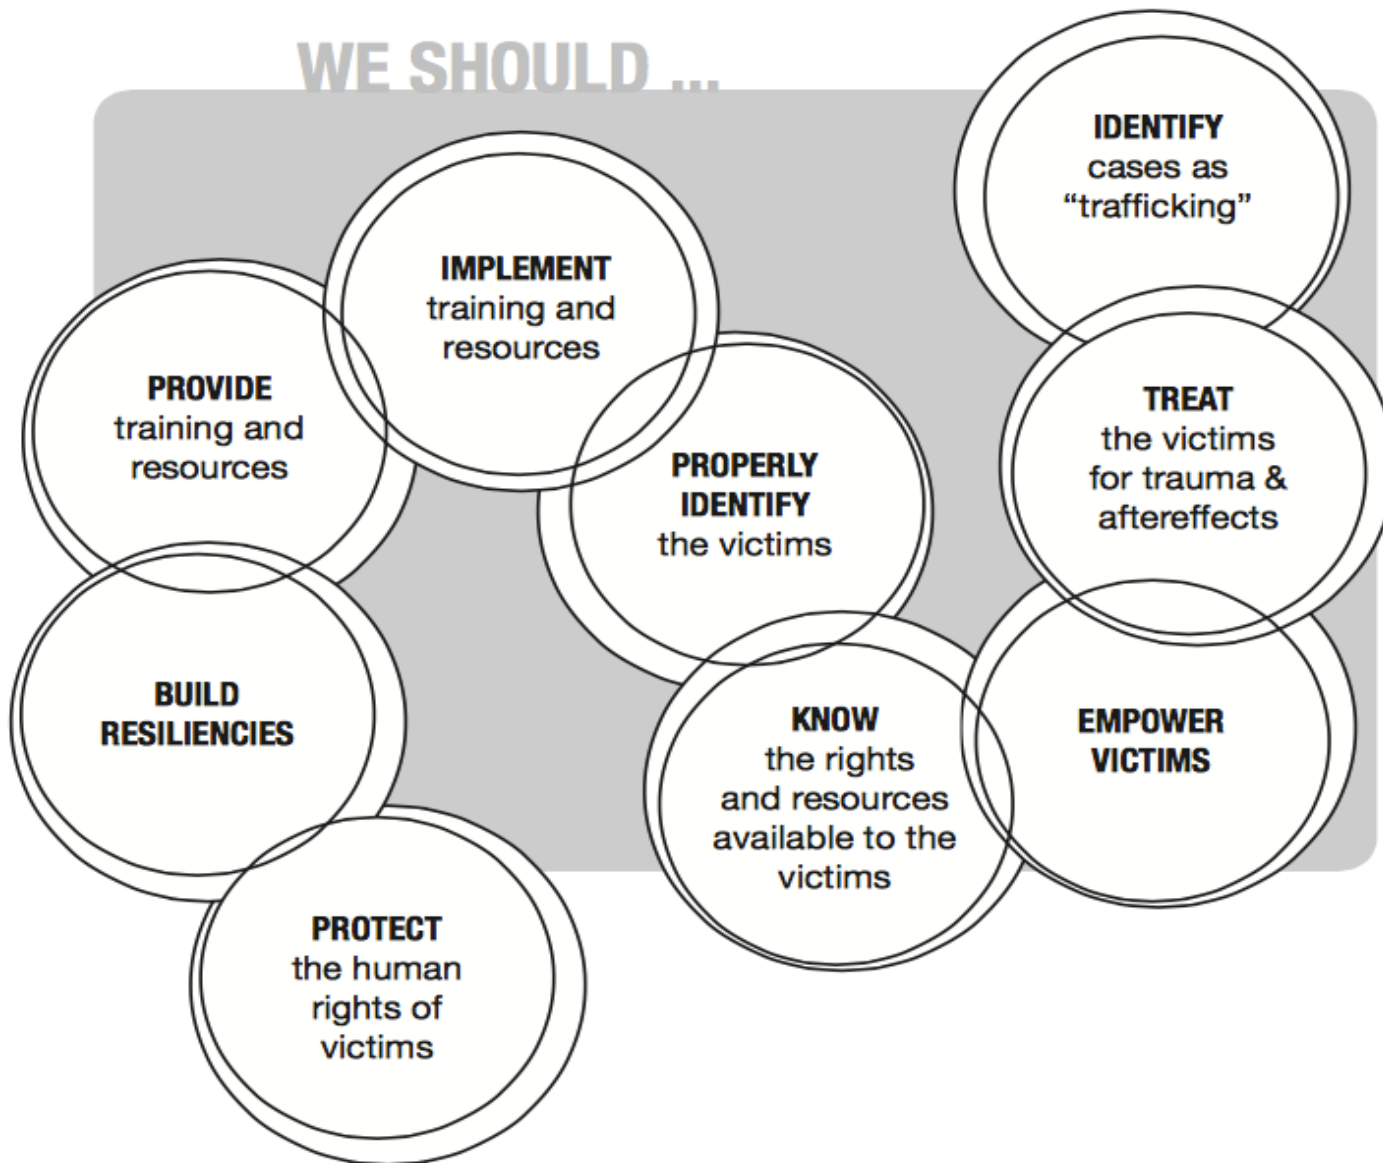 WE SHOULD ...
IDENTIFY
cases as
“trafficking”
IMPLEMENT
training and
resources
PROVIDE
training and
resources
PROPERLY
IDENTIFY
the victims
TREAT
the victims
for trauma &
aftereffects
BUILD
RESILIENCIES
KNOW
the rights
and resources
available to the
victims
EMPOWER
VICTIMS
PROTECT
the human
rights of
victims